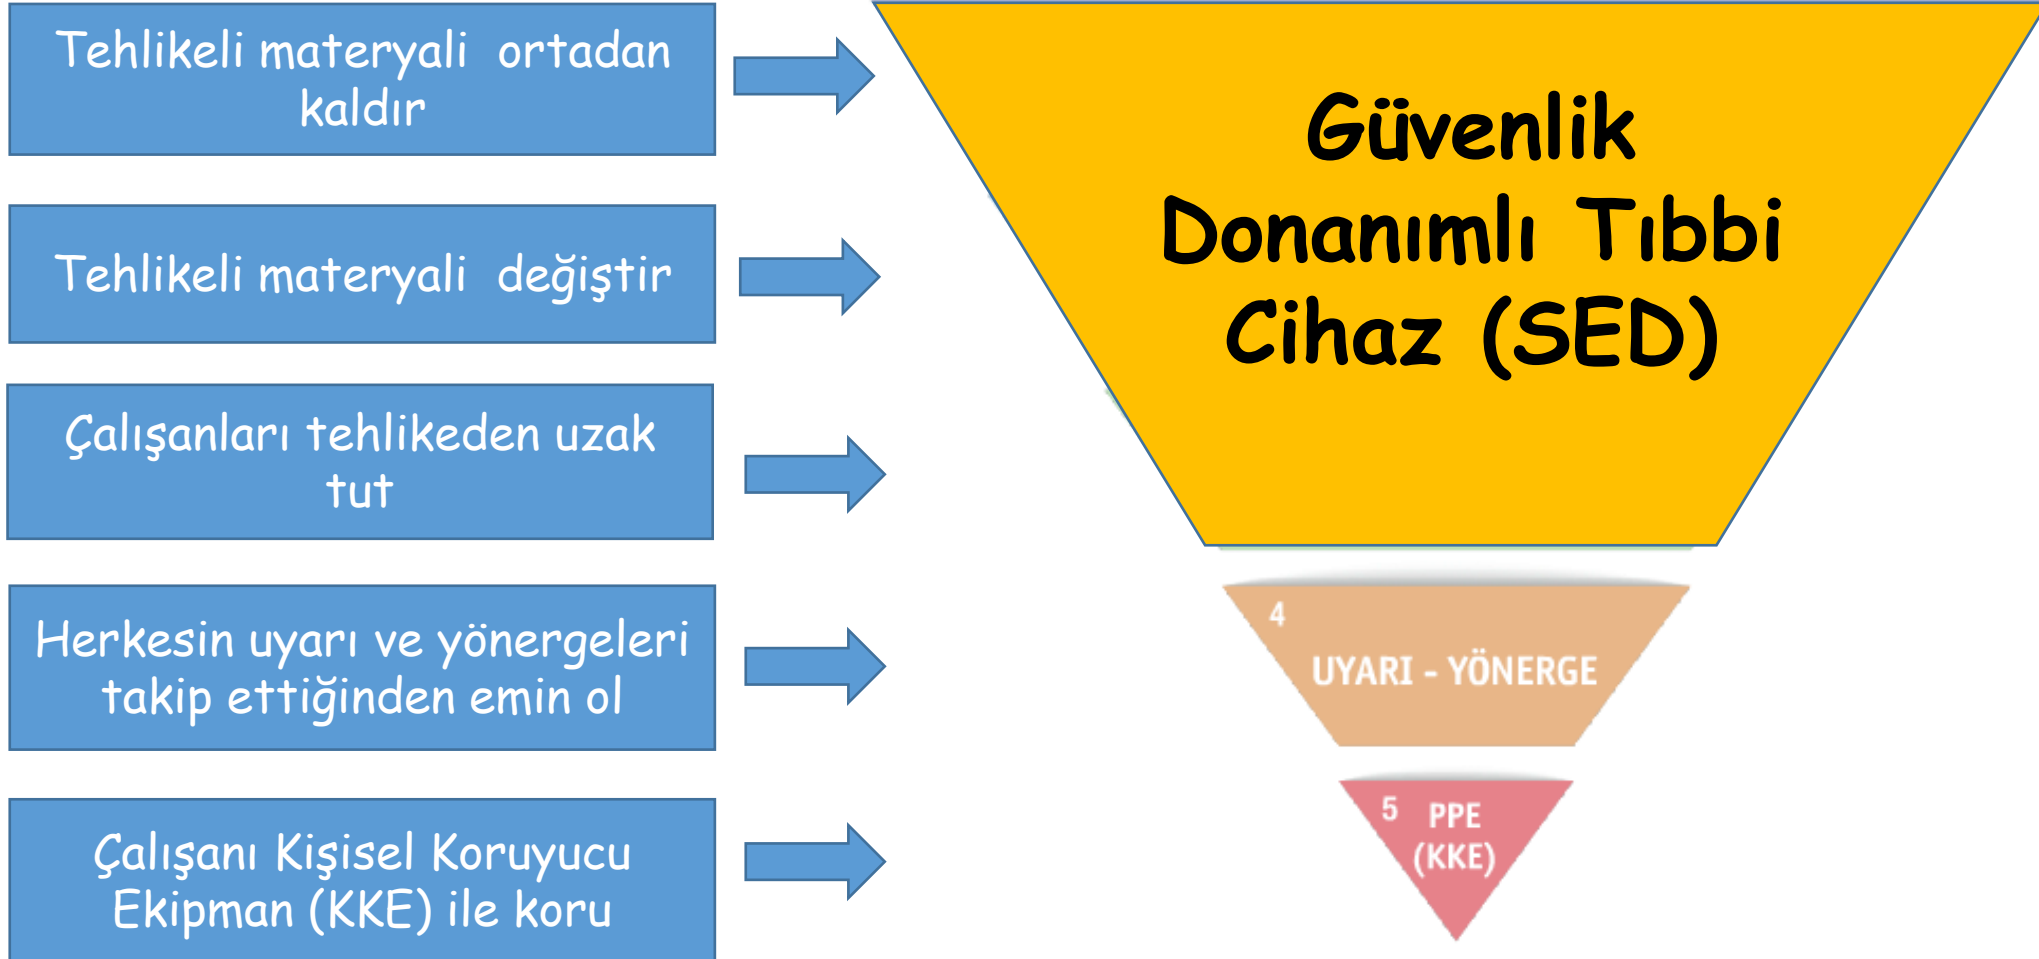 Tehlikeli materyali ortadan
kaldır
Tehlikeli materyali değiştir
Çalışanları tehlikeden uzak
tut
Herkesin uyarı ve yönergeleri
takip ettiğinden emin ol
Çalışanı Kişisel Koruyucu
Ekipman (KKE) ile koru
Güvenlik
Donanımlı Tıbbi
Cihaz (SED)
4
UYARI - YÖNERGE
5 PPE
(KKE)